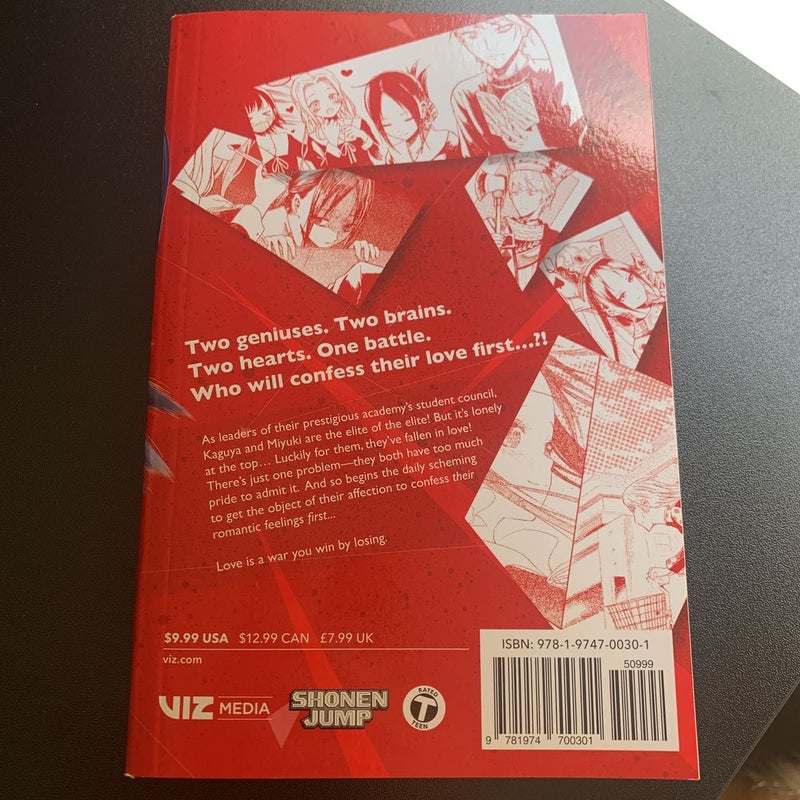 Two geniuses. Two brains.
Two hearts. One battle.
Who will confess their love first...?!
As leaders of their prestigious academy's student council,
Kaguya and Miyuki are the elite of the elite! But it's lonely
at the top... Luckily for them, they've fallen in love!
There's just one problem—they both have too much
pride to admit it. And so begins the daily scheming
to get the object of their affection to confess their
romantic feelings first...
Love is a war you win by losing.
$9.99 USA $12.99 CAN £7.99 UK
viz.com
VIZ MEDIA
SHONEN
JUMP
RATED
T
TEEN
ISBN: 978-1-9747-0030-1
50999
9 781974 700301